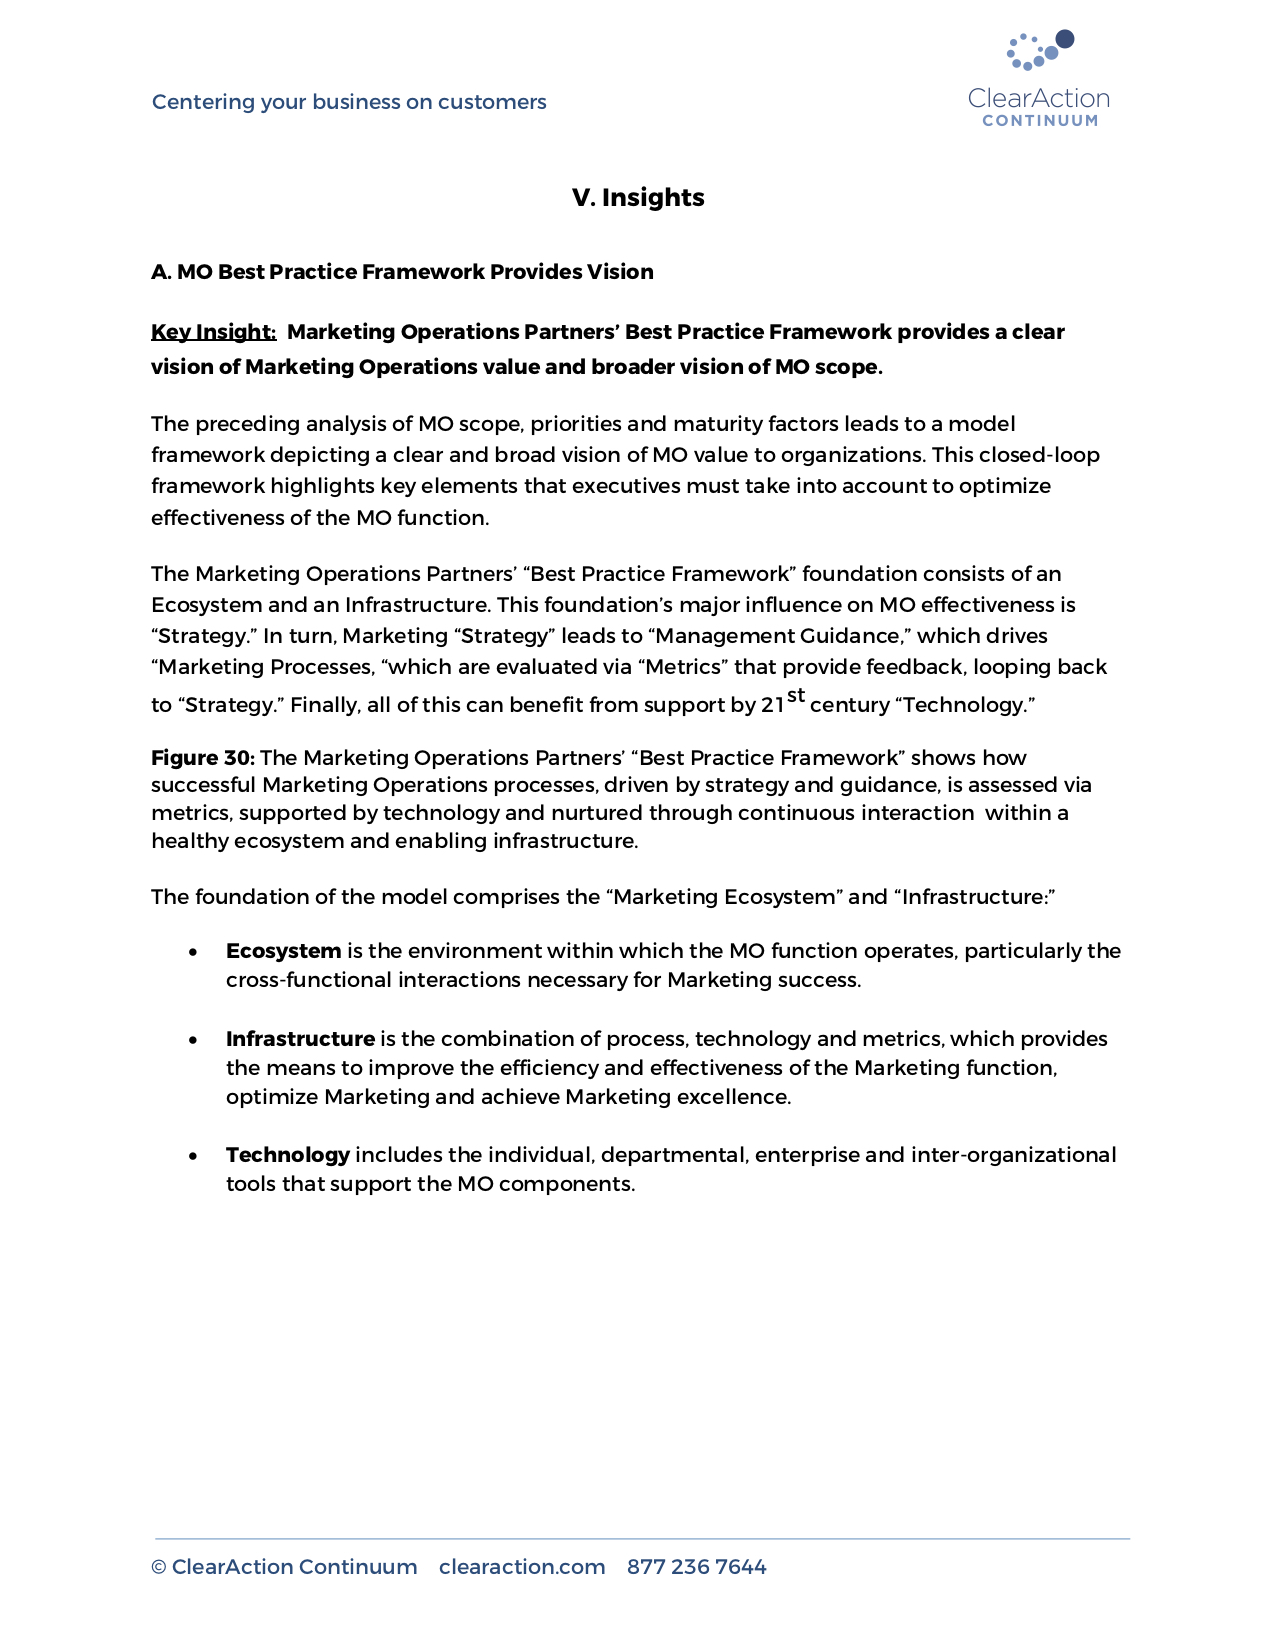 Centering your business on customers
ClearAction
CONTINUUM
V. Insights
A. MO Best Practice Framework Provides Vision
Key Insight:  Marketing Operations Partners’ Best Practice Framework provides a clear
vision of Marketing Operations value and broader vision of MO scope.
The preceding analysis of MO scope, priorities and maturity factors leads to a model
framework depicting a clear and broad vision of MO value to organizations. This closed-loop
framework highlights key elements that executives must take into account to optimize
effectiveness of the MO function.
The Marketing Operations Partners’ “Best Practice Framework” foundation consists of an
Ecosystem and an Infrastructure. This foundation’s major influence on MO effectiveness is
“Strategy.” In turn, Marketing “Strategy” leads to “Management Guidance,” which drives
“Marketing Processes, “which are evaluated via “Metrics” that provide feedback, looping back
to “Strategy.” Finally, all of this can benefit from support by 21st century “Technology.”
Figure 30: The Marketing Operations Partners’ “Best Practice Framework” shows how
successful Marketing Operations processes, driven by strategy and guidance, is assessed via
metrics, supported by technology and nurtured through continuous interaction  within a
healthy ecosystem and enabling infrastructure.
The foundation of the model comprises the “Marketing Ecosystem” and “Infrastructure:”
• Ecosystem is the environment within which the MO function operates, particularly the
cross-functional interactions necessary for Marketing success.
• Infrastructure is the combination of process, technology and metrics, which provides
the means to improve the efficiency and effectiveness of the Marketing function,
optimize Marketing and achieve Marketing excellence.
• Technology includes the individual, departmental, enterprise and inter-organizational
tools that support the MO components.
© ClearAction Continuum    clearaction.com    877 236 7644